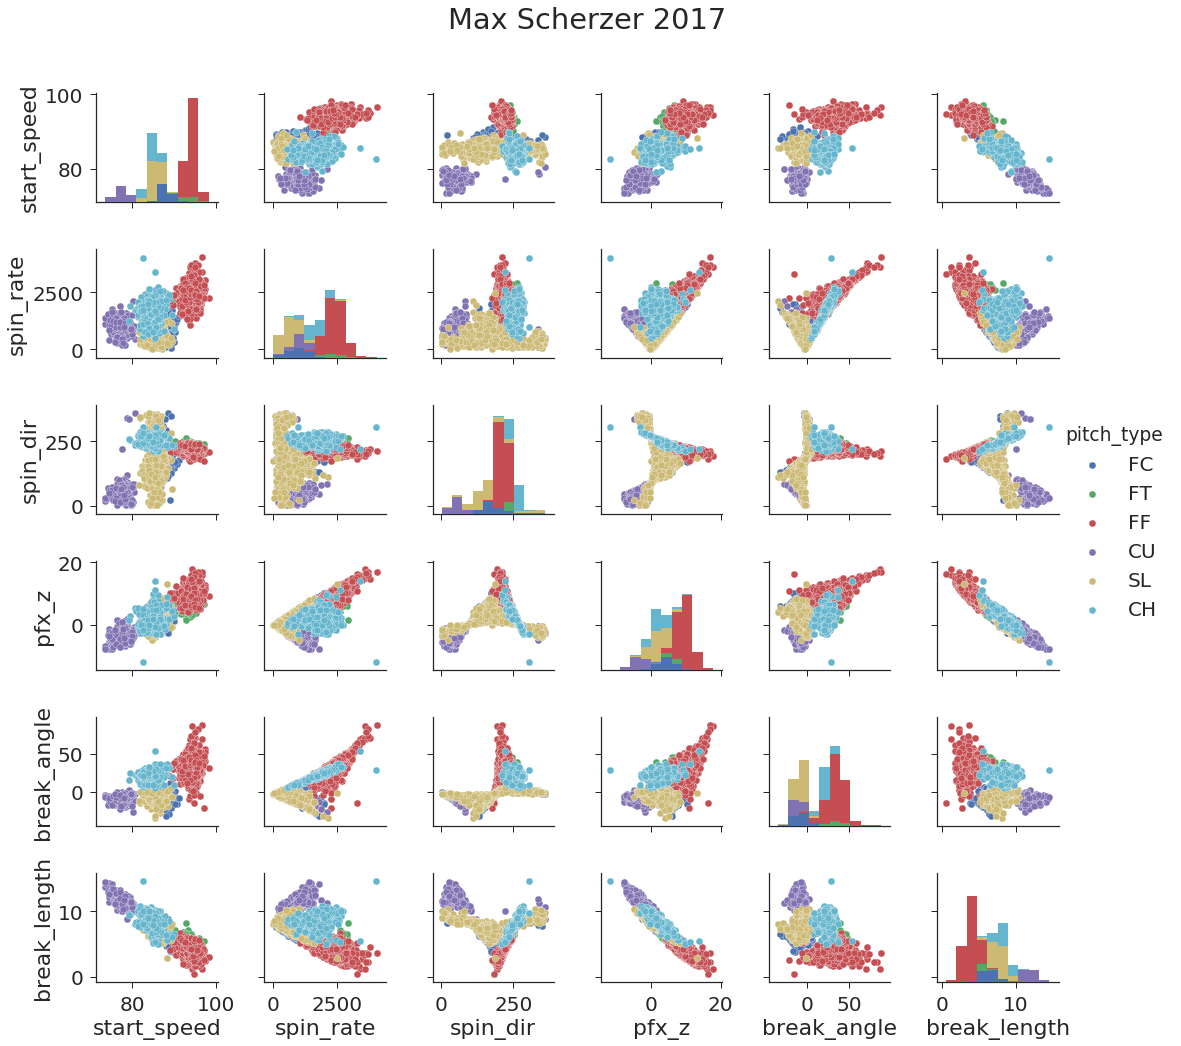 Max Scherzer 2017
start_speed
100
80
spin_rate
2500
0
spin_dir
250
0
pitch_type
FC
FT
FF
CU
SL
CH
pfx_z
20
0
break_angle
50
0
break_length
10
0
80 100 0 2500 0 250 0 20 0 50 0 10
start_speed spin_rate spin_dir pfx_z break_angle break_length